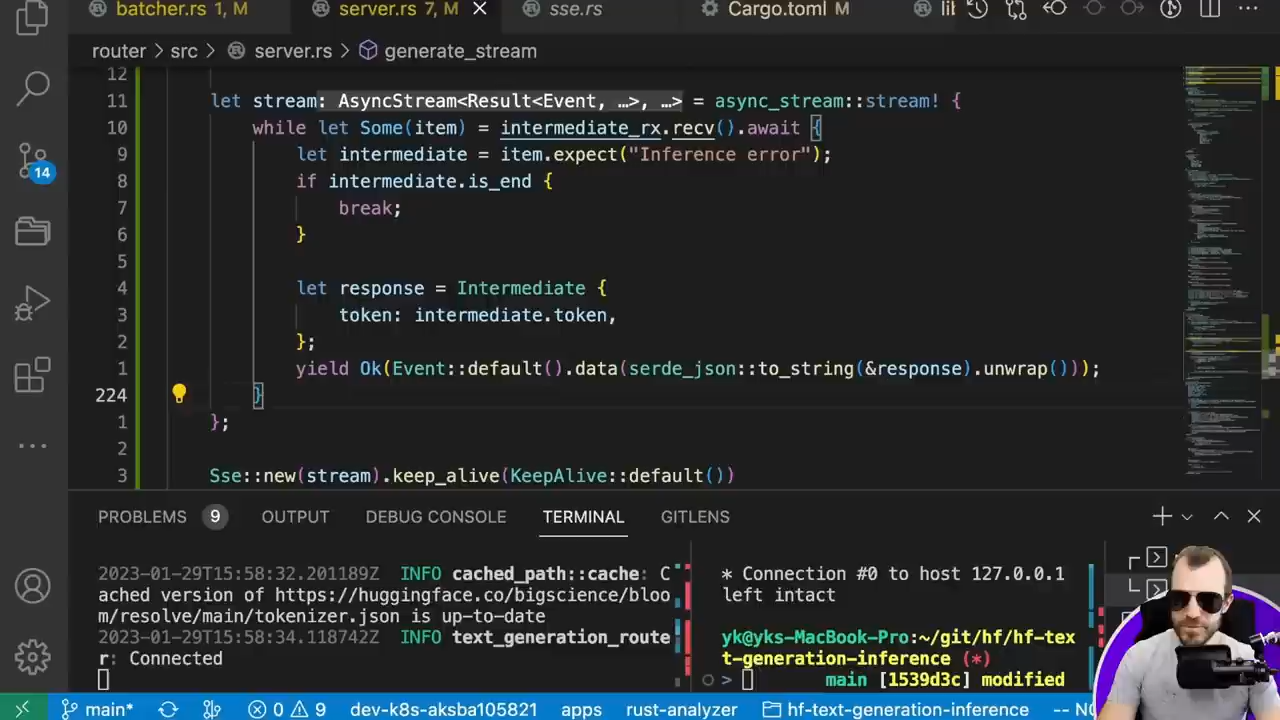 batcher.rs 1, M
server.rs 7, M
sse.rs
Cargo.toml M
lib
router > src > server.rs > generate_stream
12
11 let stream: AsyncStream<Result<Event, …>, …> = async_stream::stream! {
10 while let Some(item) = intermediate_rx.recv().await {
9 let intermediate = item.expect("Inference error");
8 if intermediate.is_end {
7 break;
6 }
5
4 let response = Intermediate {
3 token: intermediate.token,
2 };
1 yield Ok(Event::default().data(serde_json::to_string(&response).unwrap()));
224 }
1 };
2
3 Sse::new(stream).keep_alive(KeepAlive::default())
14
PROBLEMS 9 OUTPUT DEBUG CONSOLE TERMINAL GITLENS
2023-01-29T15:58:32.201189Z INFO cached_path::cache: C
ached version of https://huggingface.co/bigscience/bloo
m/resolve/main/tokenizer.json is up-to-date
2023-01-29T15:58:34.118742Z INFO text_generation_route
r: Connected
* Connection #0 to host 127.0.0.1
left intact
yk@yks-MacBook-Pro:~/git/hf/hf-tex
t-generation-inference (*)
> main [1539d3c] modified
main* 0 9 dev-k8s-aksba105821 apps rust-analyzer hf-text-generation-inference